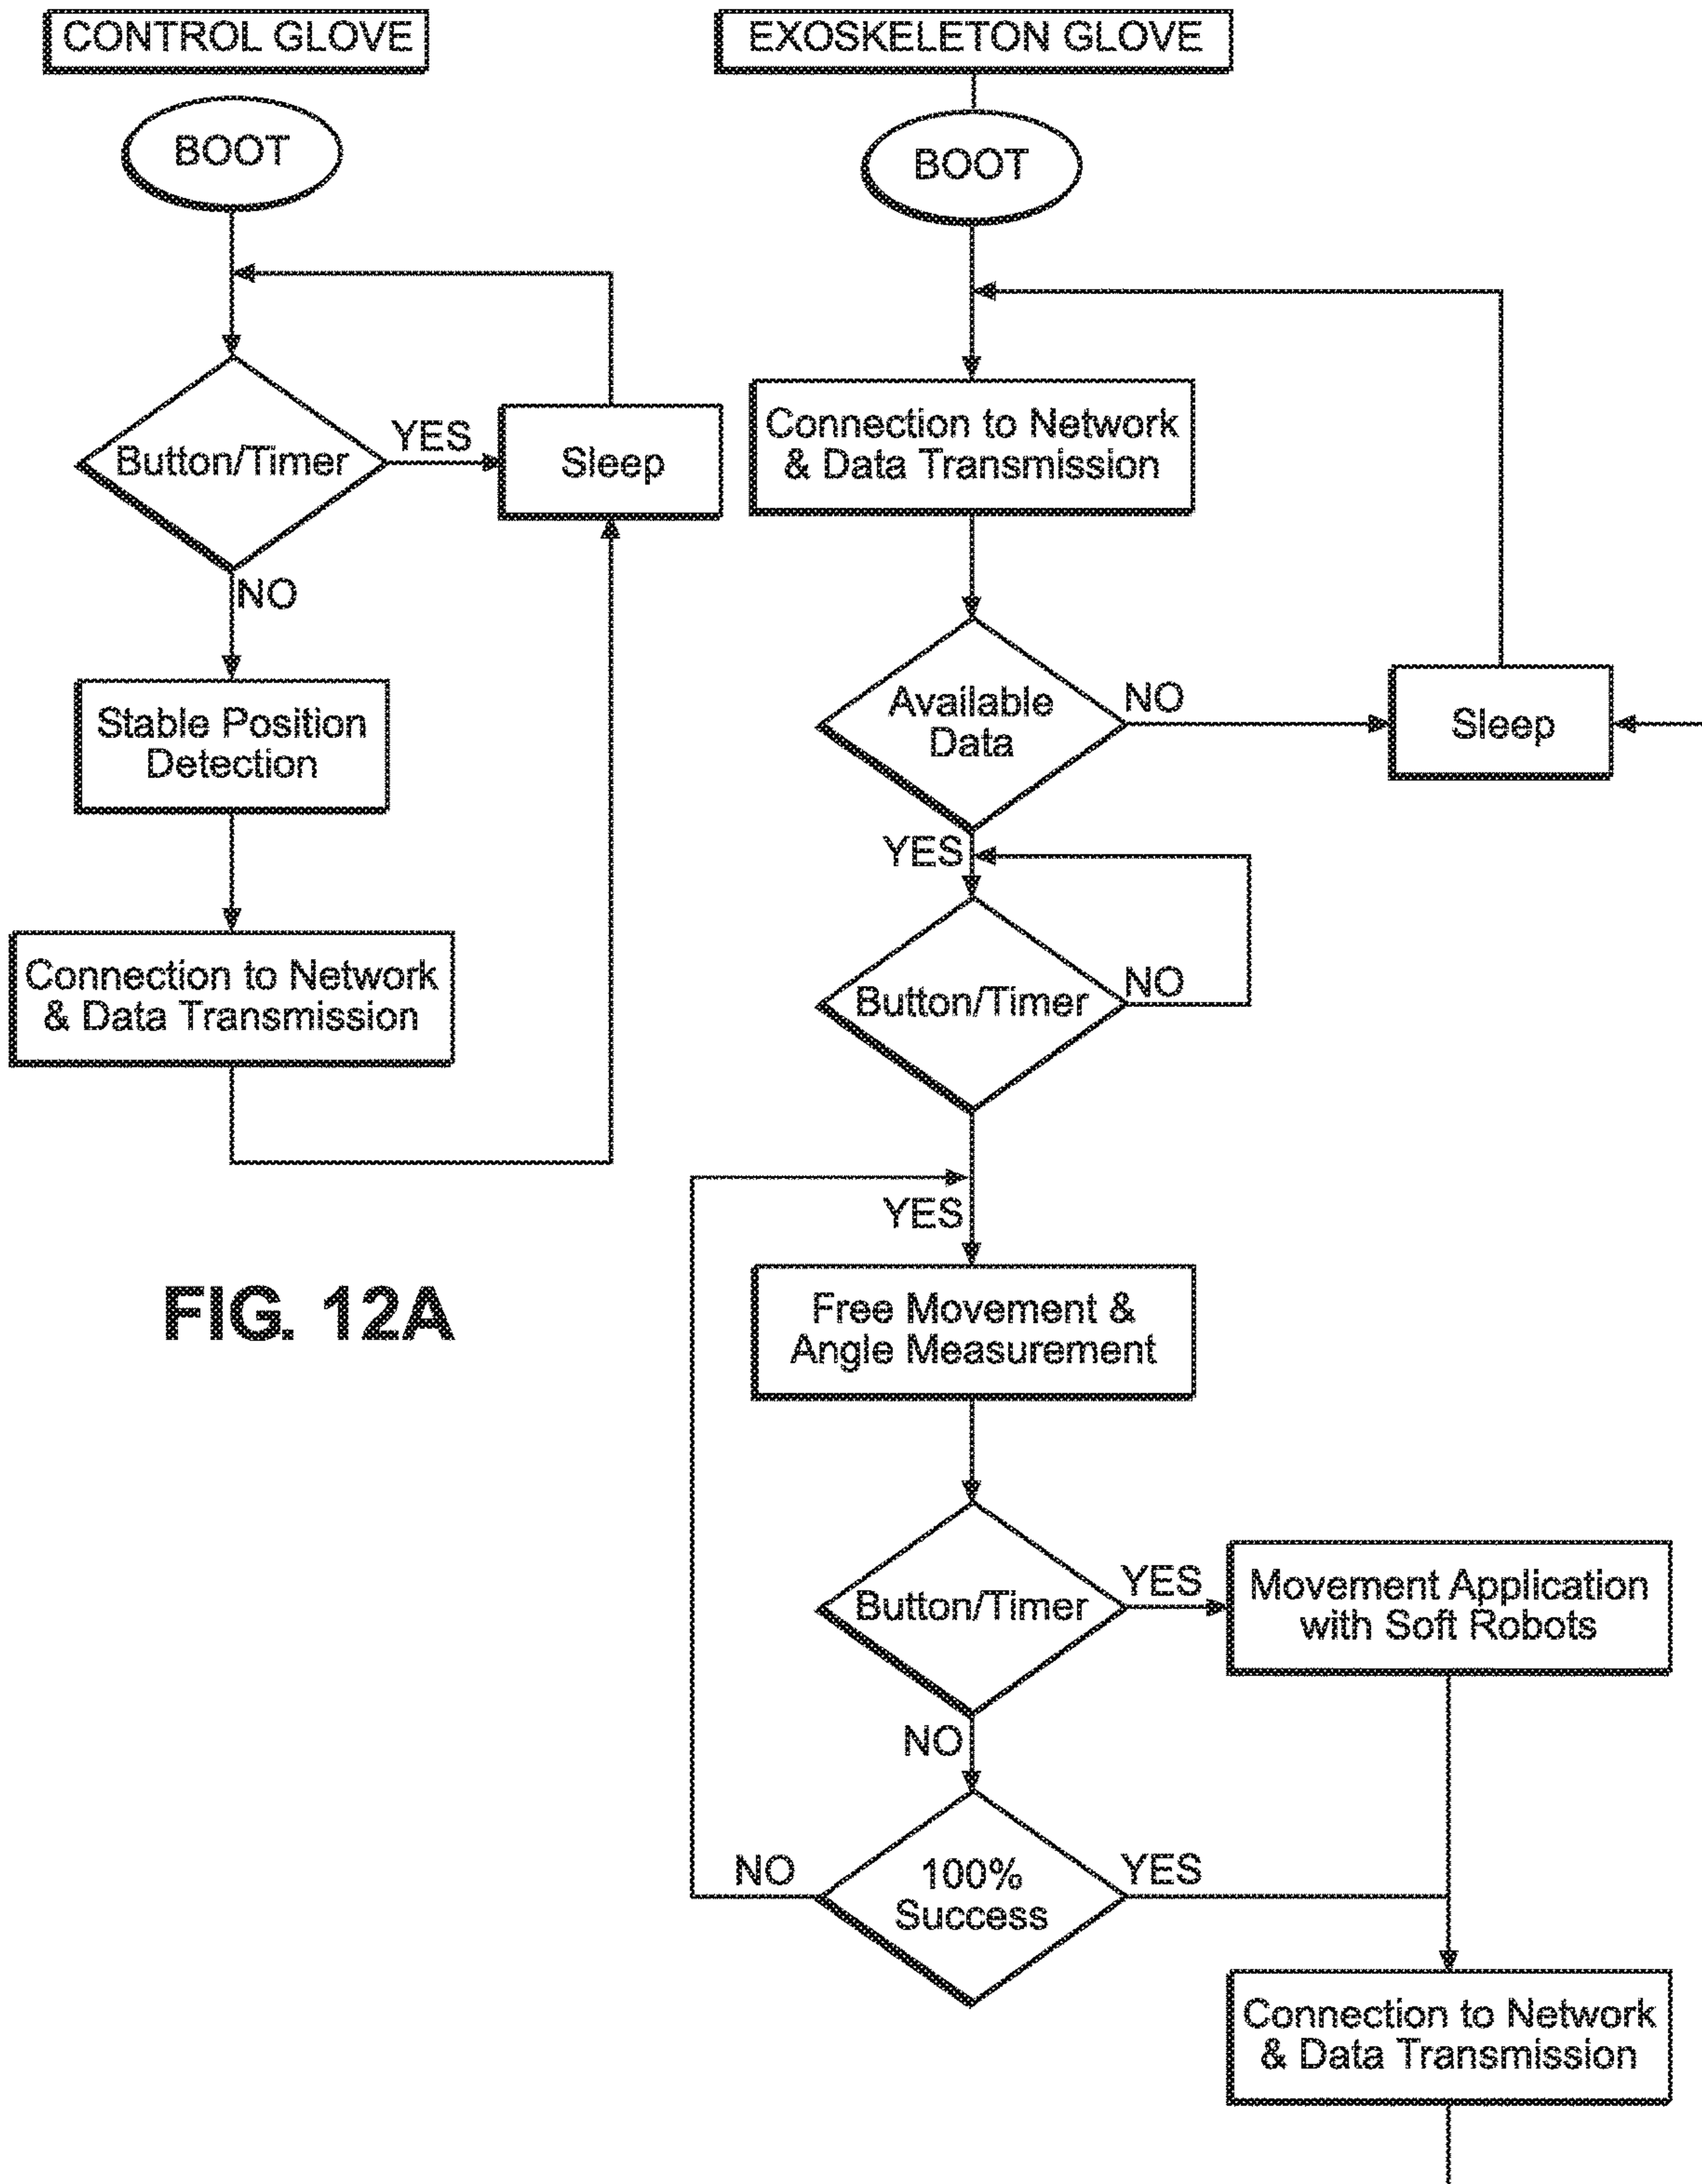 CONTROL GLOVE
BOOT
Button/Timer
YES
Sleep
NO
Stable Position
Detection
Connection to Network
& Data Transmission
FIG. 12A
EXOSKELETON GLOVE
BOOT
Connection to Network
& Data Transmission
Available
Data
NO
Sleep
YES
Button/Timer
NO
YES
Free Movement &
Angle Measurement
Button/Timer
YES
Movement Application
with Soft Robots
NO
100%
Success
NO
YES
Connection to Network
& Data Transmission